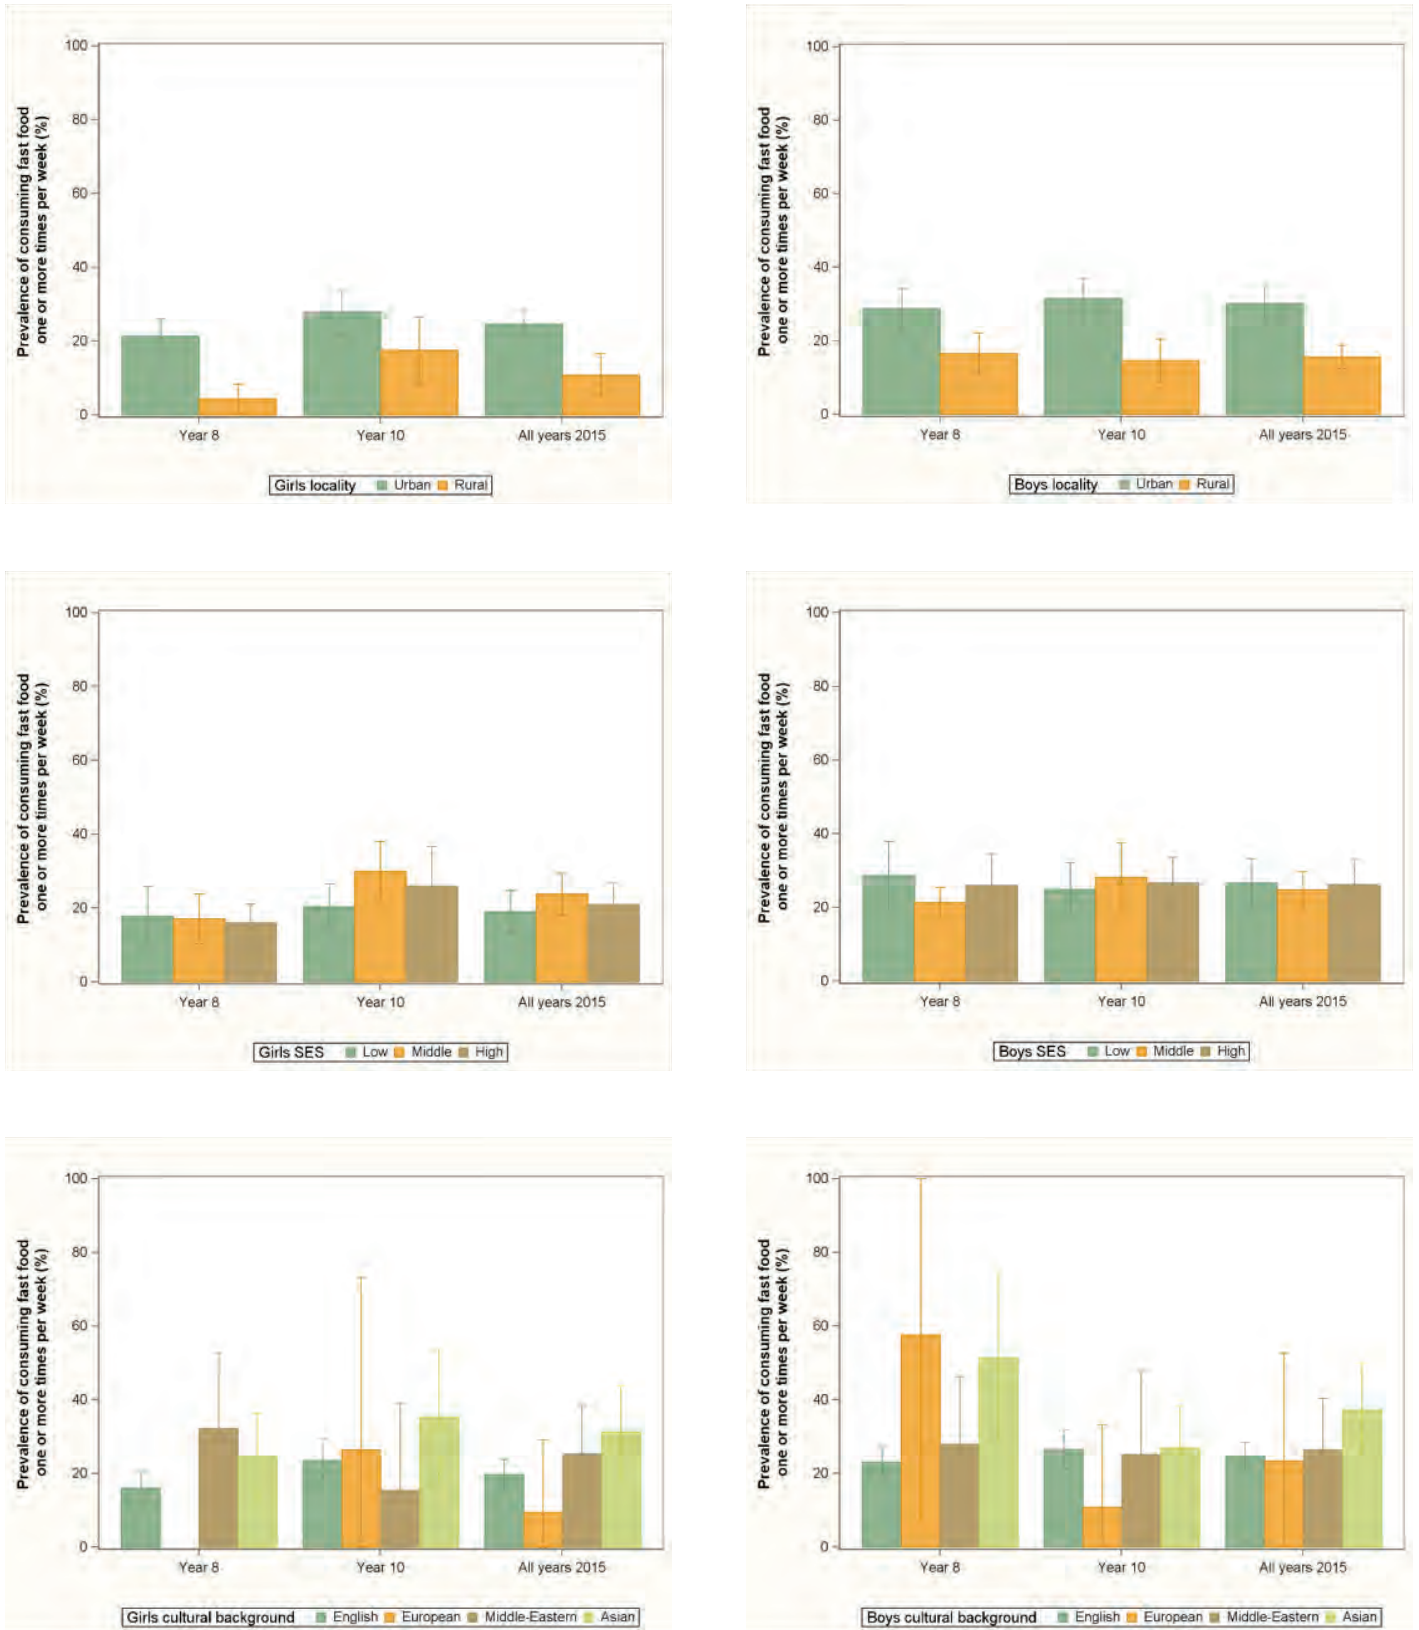 Prevalence of consuming fast food
one or more times per week (%)
100
80
60
40
20
0
Year 8 Year 10 All years 2015
Girls locality Urban Rural
Prevalence of consuming fast food
one or more times per week (%)
100
80
60
40
20
0
Year 8 Year 10 All years 2015
Boys locality Urban Rural
Prevalence of consuming fast food
one or more times per week (%)
100
80
60
40
20
0
Year 8 Year 10 All years 2015
Girls SES Low Middle High
Prevalence of consuming fast food
one or more times per week (%)
100
80
60
40
20
0
Year 8 Year 10 All years 2015
Boys SES Low Middle High
Prevalence of consuming fast food
one or more times per week (%)
100
80
60
40
20
0
Year 8 Year 10 All years 2015
Girls cultural background English European Middle-Eastern Asian
Prevalence of consuming fast food
one or more times per week (%)
100
80
60
40
20
0
Year 8 Year 10 All years 2015
Boys cultural background English European Middle-Eastern Asian